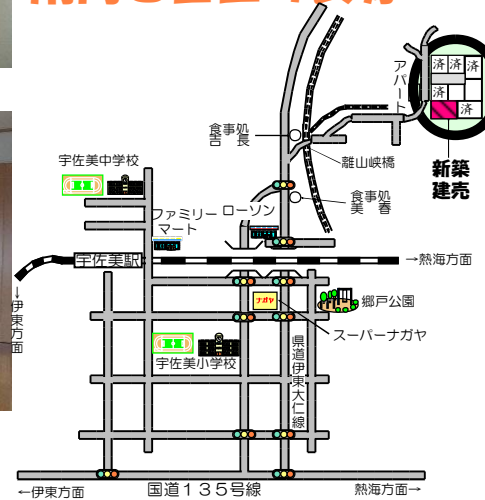 済
済
済
済
済
アパート
新築
建売
食事処
吉 長
離山峡橋
食事処
美 春
宇佐美中学校
ファミリー
マート
ローソン
宇佐美駅
→熱海方面
↓伊東方面
ナガヤ
郷戸公園
スーパーナガヤ
県道伊東大仁線
宇佐美小学校
←伊東方面
国道135号線
熱海方面→